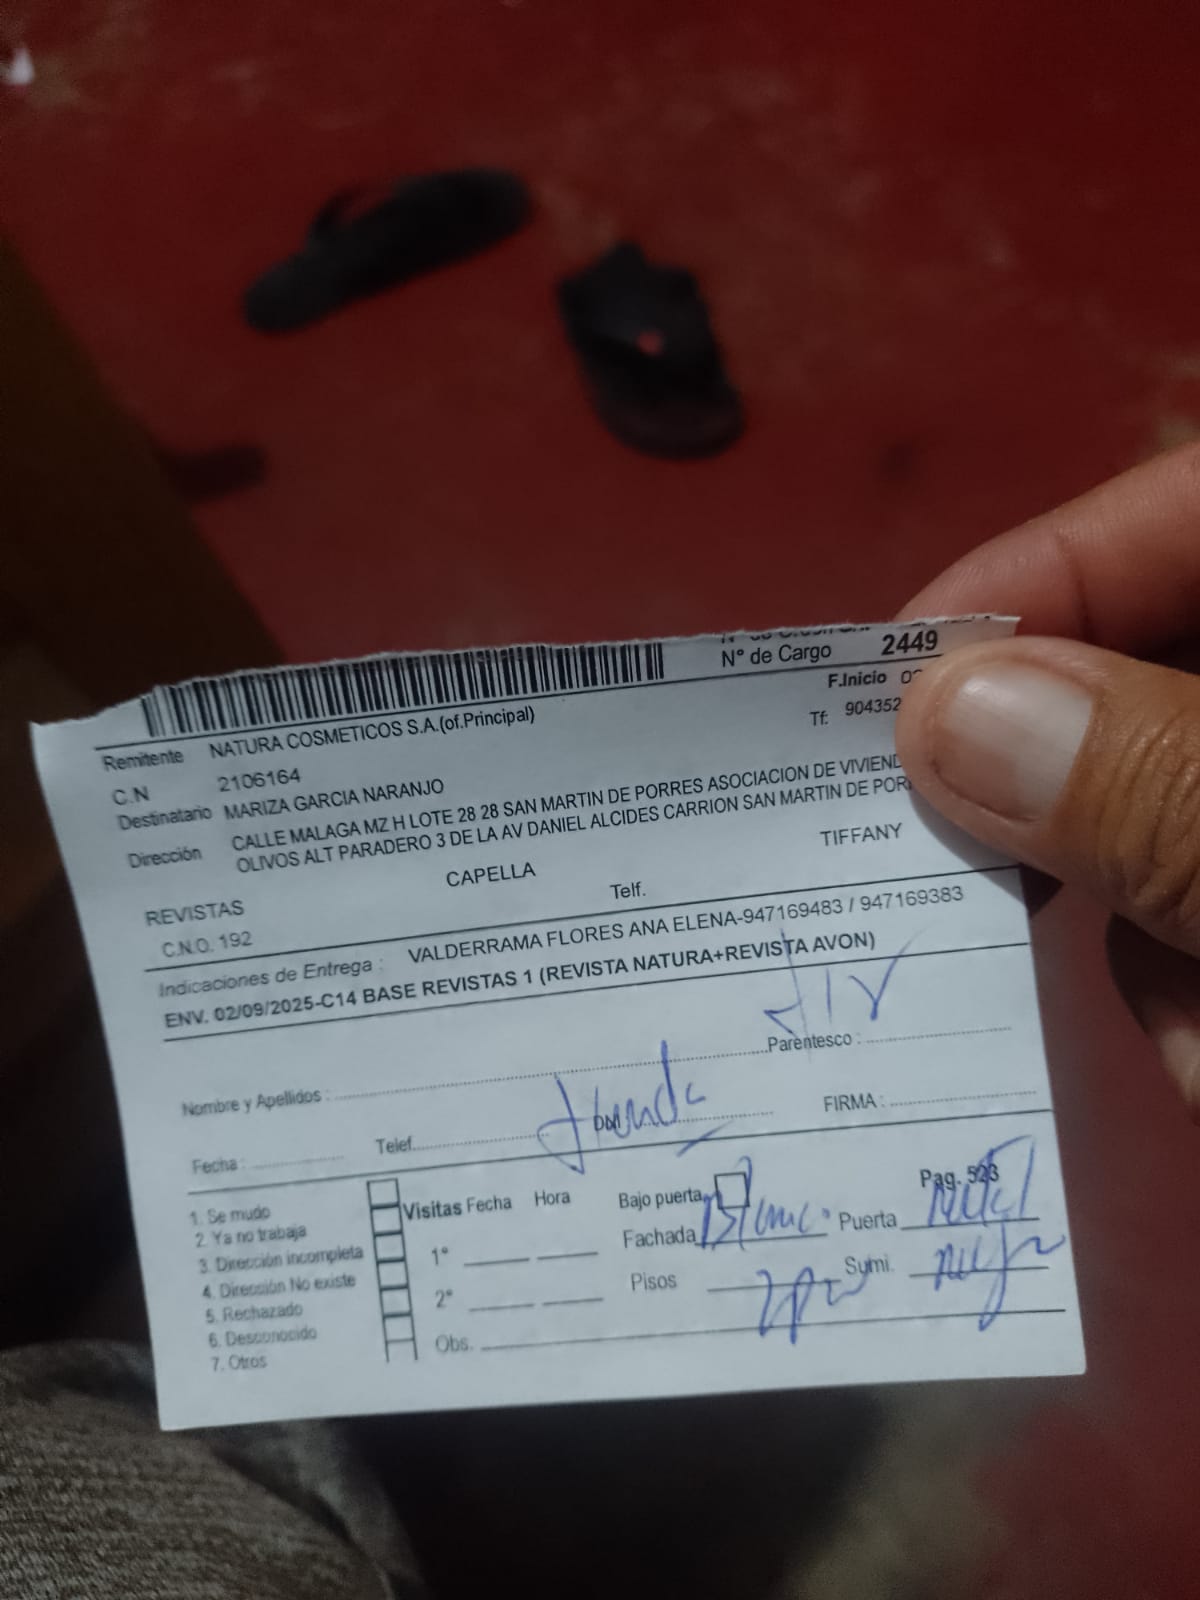 Nº de Cargo 2449
F.Inicio
Remitente NATURA COSMETICOS S.A.(of.Principal)
Tf: 904352
C.N 2106164
Destinatario MARIZA GARCIA NARANJO
Dirección CALLE MALAGA MZ H LOTE 28 28 SAN MARTIN DE PORRES ASOCIACION DE VIVIEND
OLIVOS ALT PARADERO 3 DE LA AV DANIEL ALCIDES CARRION SAN MARTIN DE POR
REVISTAS CAPELLA TIFFANY
C.N.O. 192 Telf.
Indicaciones de Entrega : VALDERRAMA FLORES ANA ELENA-947169483 / 947169383
ENV. 02/09/2025-C14 BASE REVISTAS 1 (REVISTA NATURA+REVISTA AVON)
Nombre y Apellidos : Parentesco :
Fecha : Telef. FIRMA :
Pag. 523
1. Se mudo
2. Ya no trabaja
3. Dirección incompleta
4. Dirección No existe
5. Rechazado
6. Desconocido
7. Otros
Visitas Fecha Hora
1°
2°
Obs.
Bajo puerta
Fachada Puerta
Pisos Sumi.